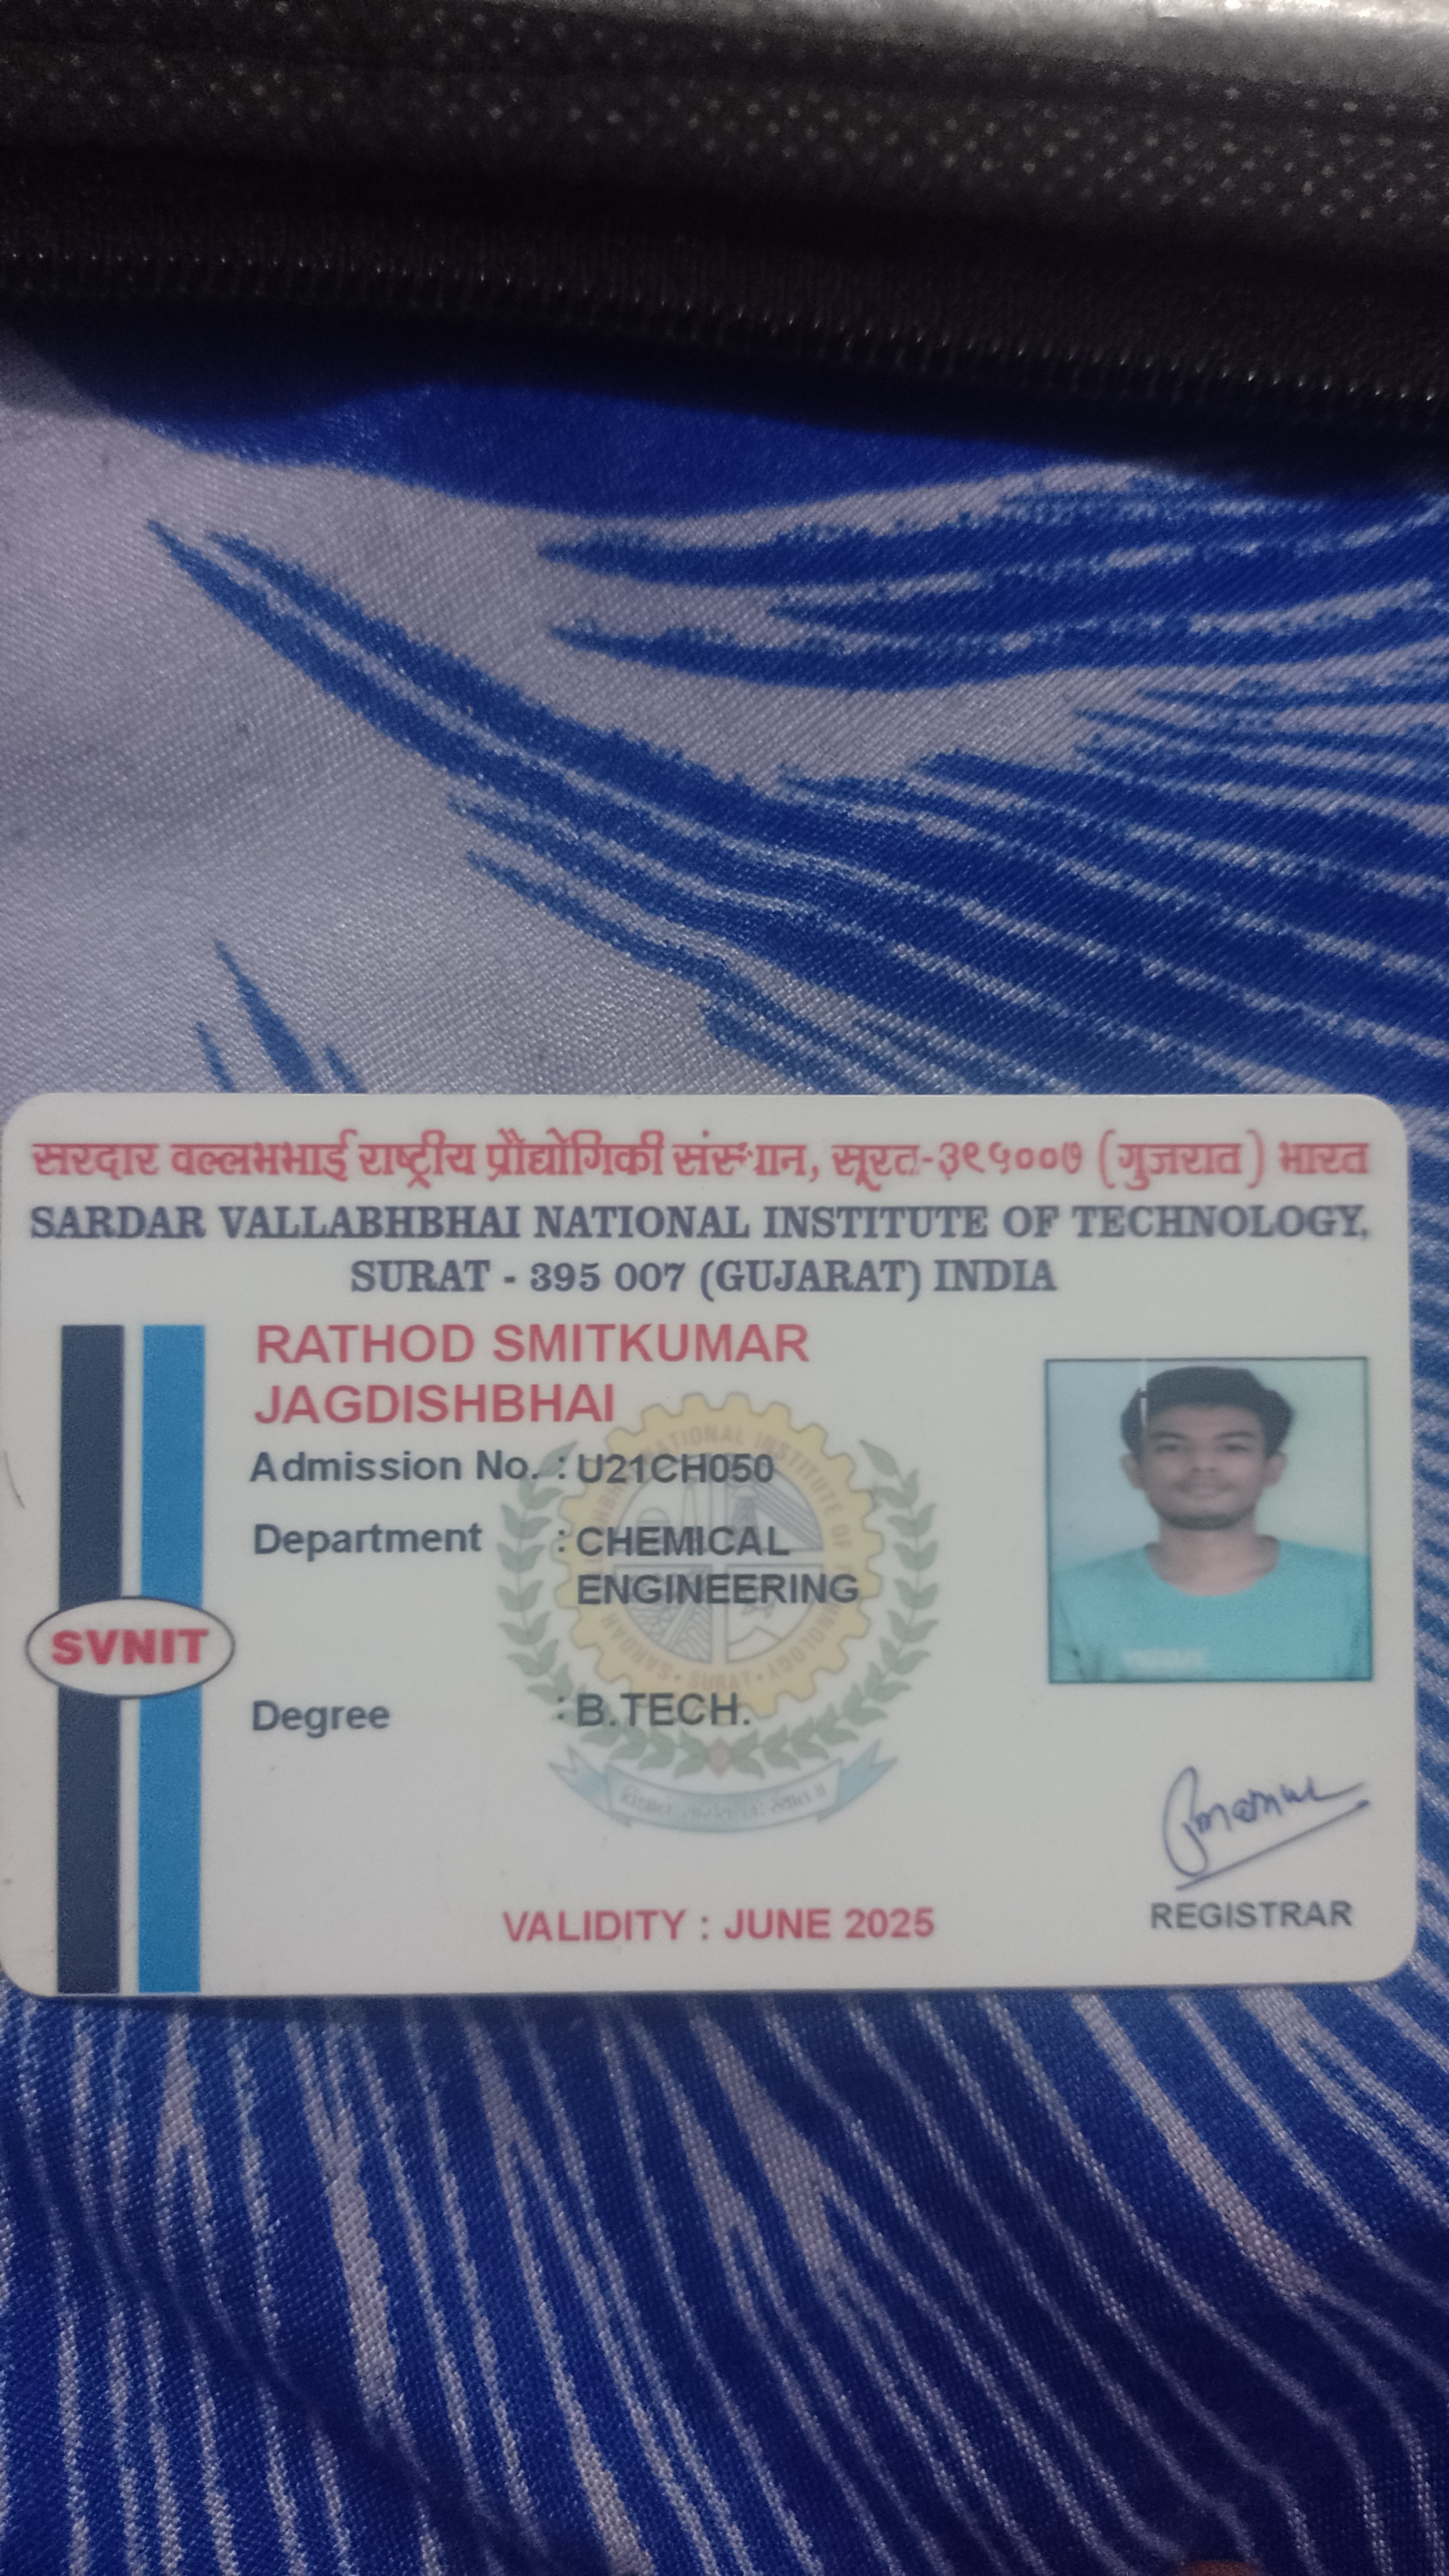 सरदार वल्लभभाई राष्ट्रीय प्रौद्योगिकी संस्थान, सूरत-३९५००७ (गुजरात) भारत
SARDAR VALLABHBHAI NATIONAL INSTITUTE OF TECHNOLOGY,
SURAT - 395 007 (GUJARAT) INDIA
RATHOD SMITKUMAR
JAGDISHBHAI
Admission No. : U21CH050
Department : CHEMICAL
ENGINEERING
SVNIT
Degree : B.TECH.
VALIDITY : JUNE 2025
REGISTRAR